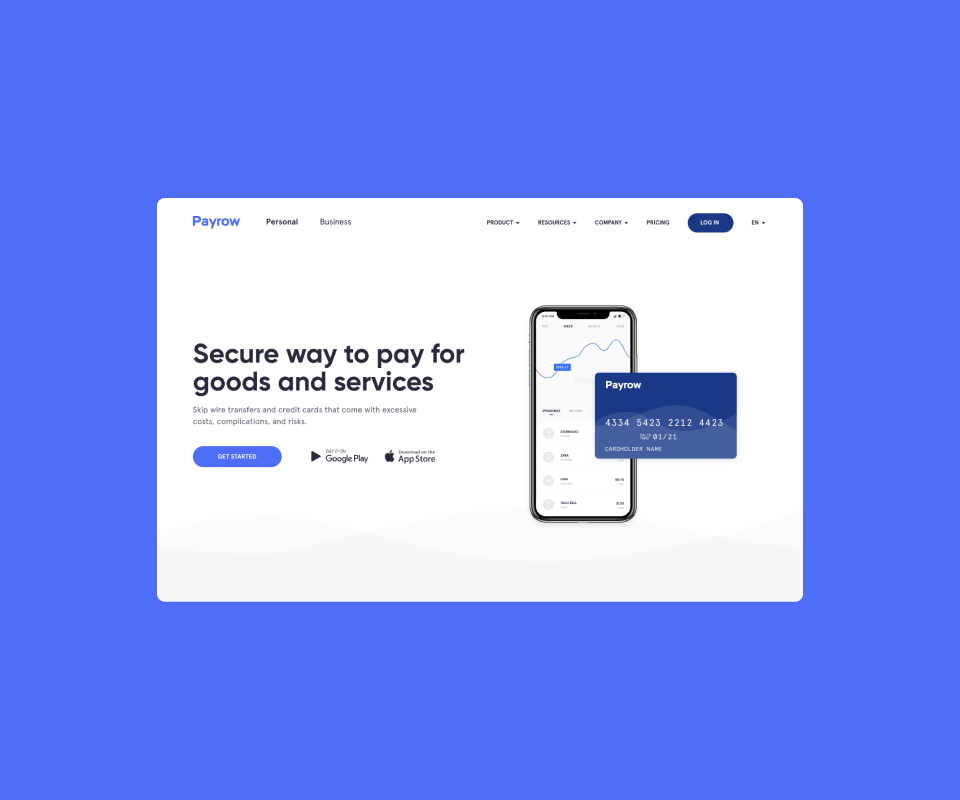 Payrow
Personal
Business
PRODUCT
RESOURCES
COMPANY
PRICING
LOG IN
EN
Secure way to pay for
goods and services
Skip wire transfers and credit cards that come with excessive
costs, complications, and risks.
GET STARTED
GET IT ON
Google Play
Download on the
App Store
DAY
WEEK
MONTH
YEAR
SPENDINGS
INCOME
STARBUCKS
ZARA
H&M
TACO BELL
Payrow
4334 5423 2212 4423
01/21
CARDHOLDER NAME